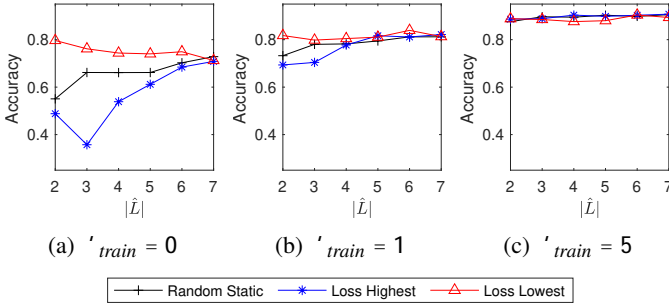 0.8 0.8 0.8
0.6 0.6 0.6
0.4 0.4 0.4
Accuracy Accuracy Accuracy
2 3 4 5 6 7 2 3 4 5 6 7 2 3 4 5 6 7
|L̂| |L̂| |L̂|
(a) ′train = 0 (b) ′train = 1 (c) ′train = 5
Random Static Loss Highest Loss Lowest